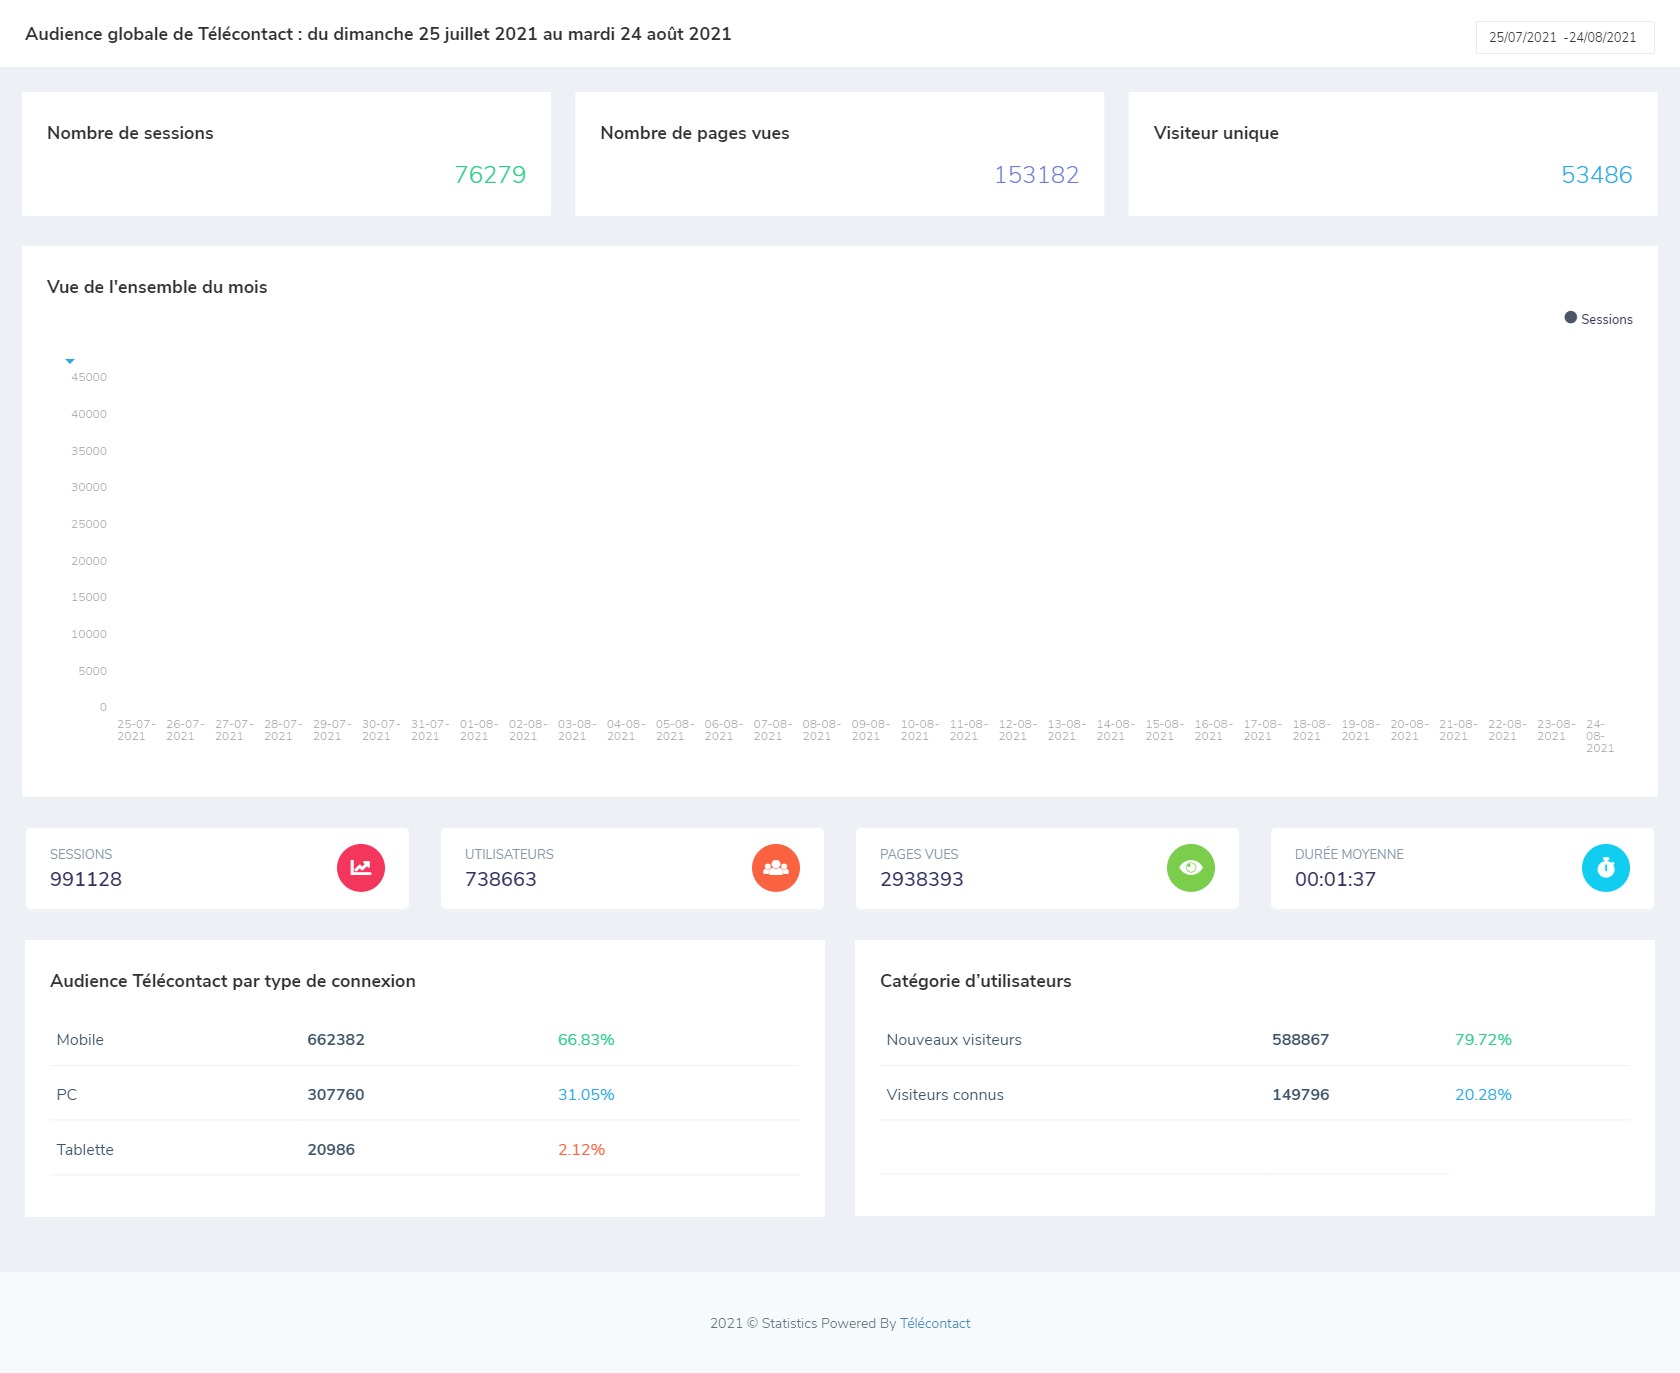 Audience globale de Télécontact : du dimanche 25 juillet 2021 au mardi 24 août 2021
25/07/2021 -24/08/2021
Nombre de sessions
76279
Nombre de pages vues
153182
Visiteur unique
53486
Vue de l'ensemble du mois
Sessions
45000
40000
35000
30000
25000
20000
15000
10000
5000
0
25-07-2021
26-07-2021
27-07-2021
28-07-2021
29-07-2021
30-07-2021
31-07-2021
01-08-2021
02-08-2021
03-08-2021
04-08-2021
05-08-2021
06-08-2021
07-08-2021
08-08-2021
09-08-2021
10-08-2021
11-08-2021
12-08-2021
13-08-2021
14-08-2021
15-08-2021
16-08-2021
17-08-2021
18-08-2021
19-08-2021
20-08-2021
21-08-2021
22-08-2021
23-08-2021
24-08-2021
SESSIONS
991128
UTILISATEURS
738663
PAGES VUES
2938393
DURÉE MOYENNE
00:01:37
Audience Télécontact par type de connexion
Mobile 662382 66.83%
PC 307760 31.05%
Tablette 20986 2.12%
Catégorie d’utilisateurs
Nouveaux visiteurs 588867 79.72%
Visiteurs connus 149796 20.28%
2021 © Statistics Powered By Télécontact